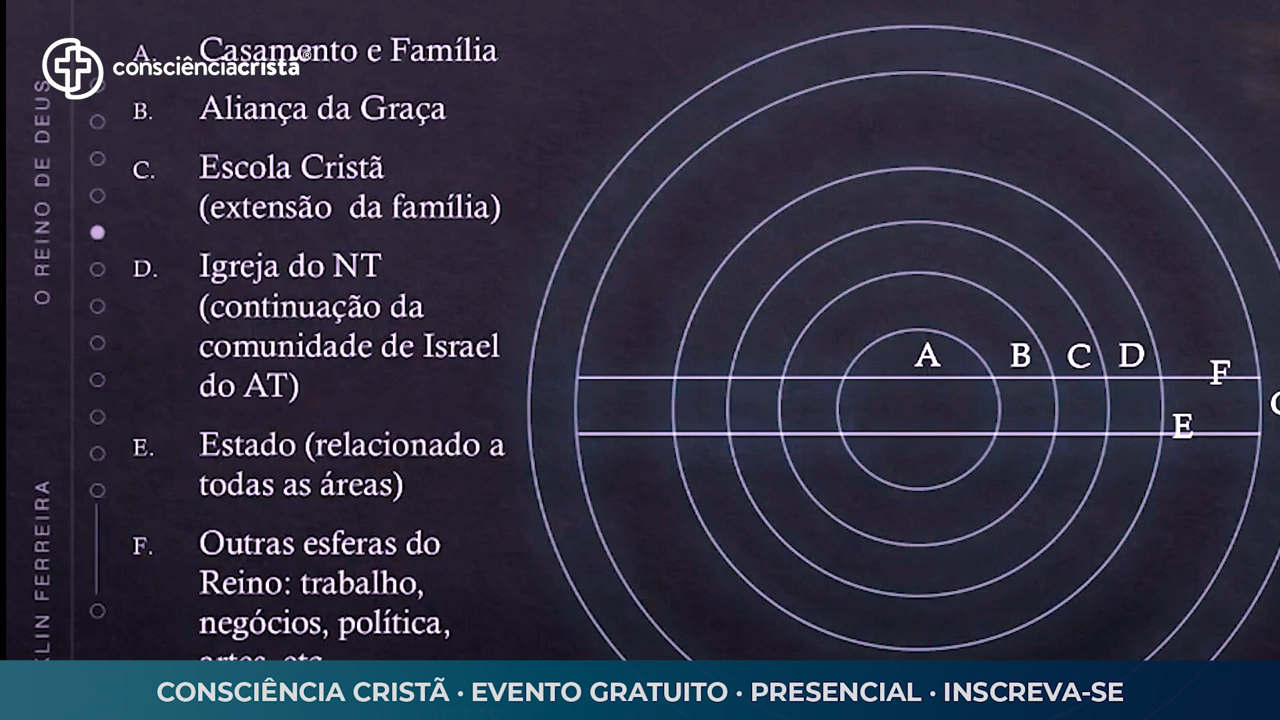 A. Casamento e Família
consciênciacristã®
B. Aliança da Graça
C. Escola Cristã
(extensão da família)
D. Igreja do NT
(continuação da
comunidade de Israel
do AT)
E. Estado (relacionado a
todas as áreas)
F. Outras esferas do
Reino: trabalho,
negócios, política,
artes, etc.
O REINO DE DEUS
KLIN FERREIRA
A B C D
F
E
CONSCIÊNCIA CRISTÃ · EVENTO GRATUITO · PRESENCIAL · INSCREVA-SE